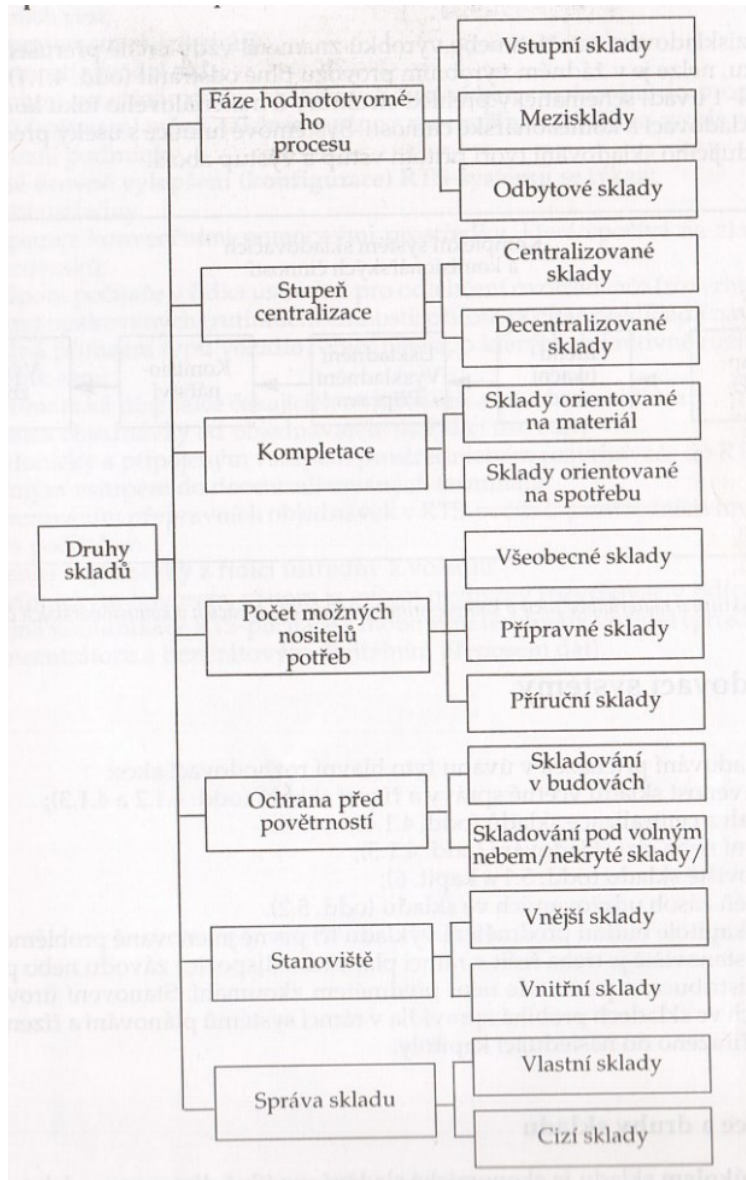 Druhy
skladů
Fáze hodnototvorné-
ho
procesu
Vstupní sklady
Mezisklady
Odbytové sklady
Stupeň
centralizace
Centralizované
sklady
Decentralizované
sklady
Kompletace
Sklady orientované
na materiál
Sklady orientované
na spotřebu
Počet možných
nositelů
potřeb
Všeobecné sklady
Přípravné sklady
Příruční sklady
Ochrana před
povětrností
Skladování
v budovách
Skladování pod volným
nebem/nekryté sklady/
Stanoviště
Vnější sklady
Vnitřní sklady
Správa skladu
Vlastní sklady
Cizí sklady